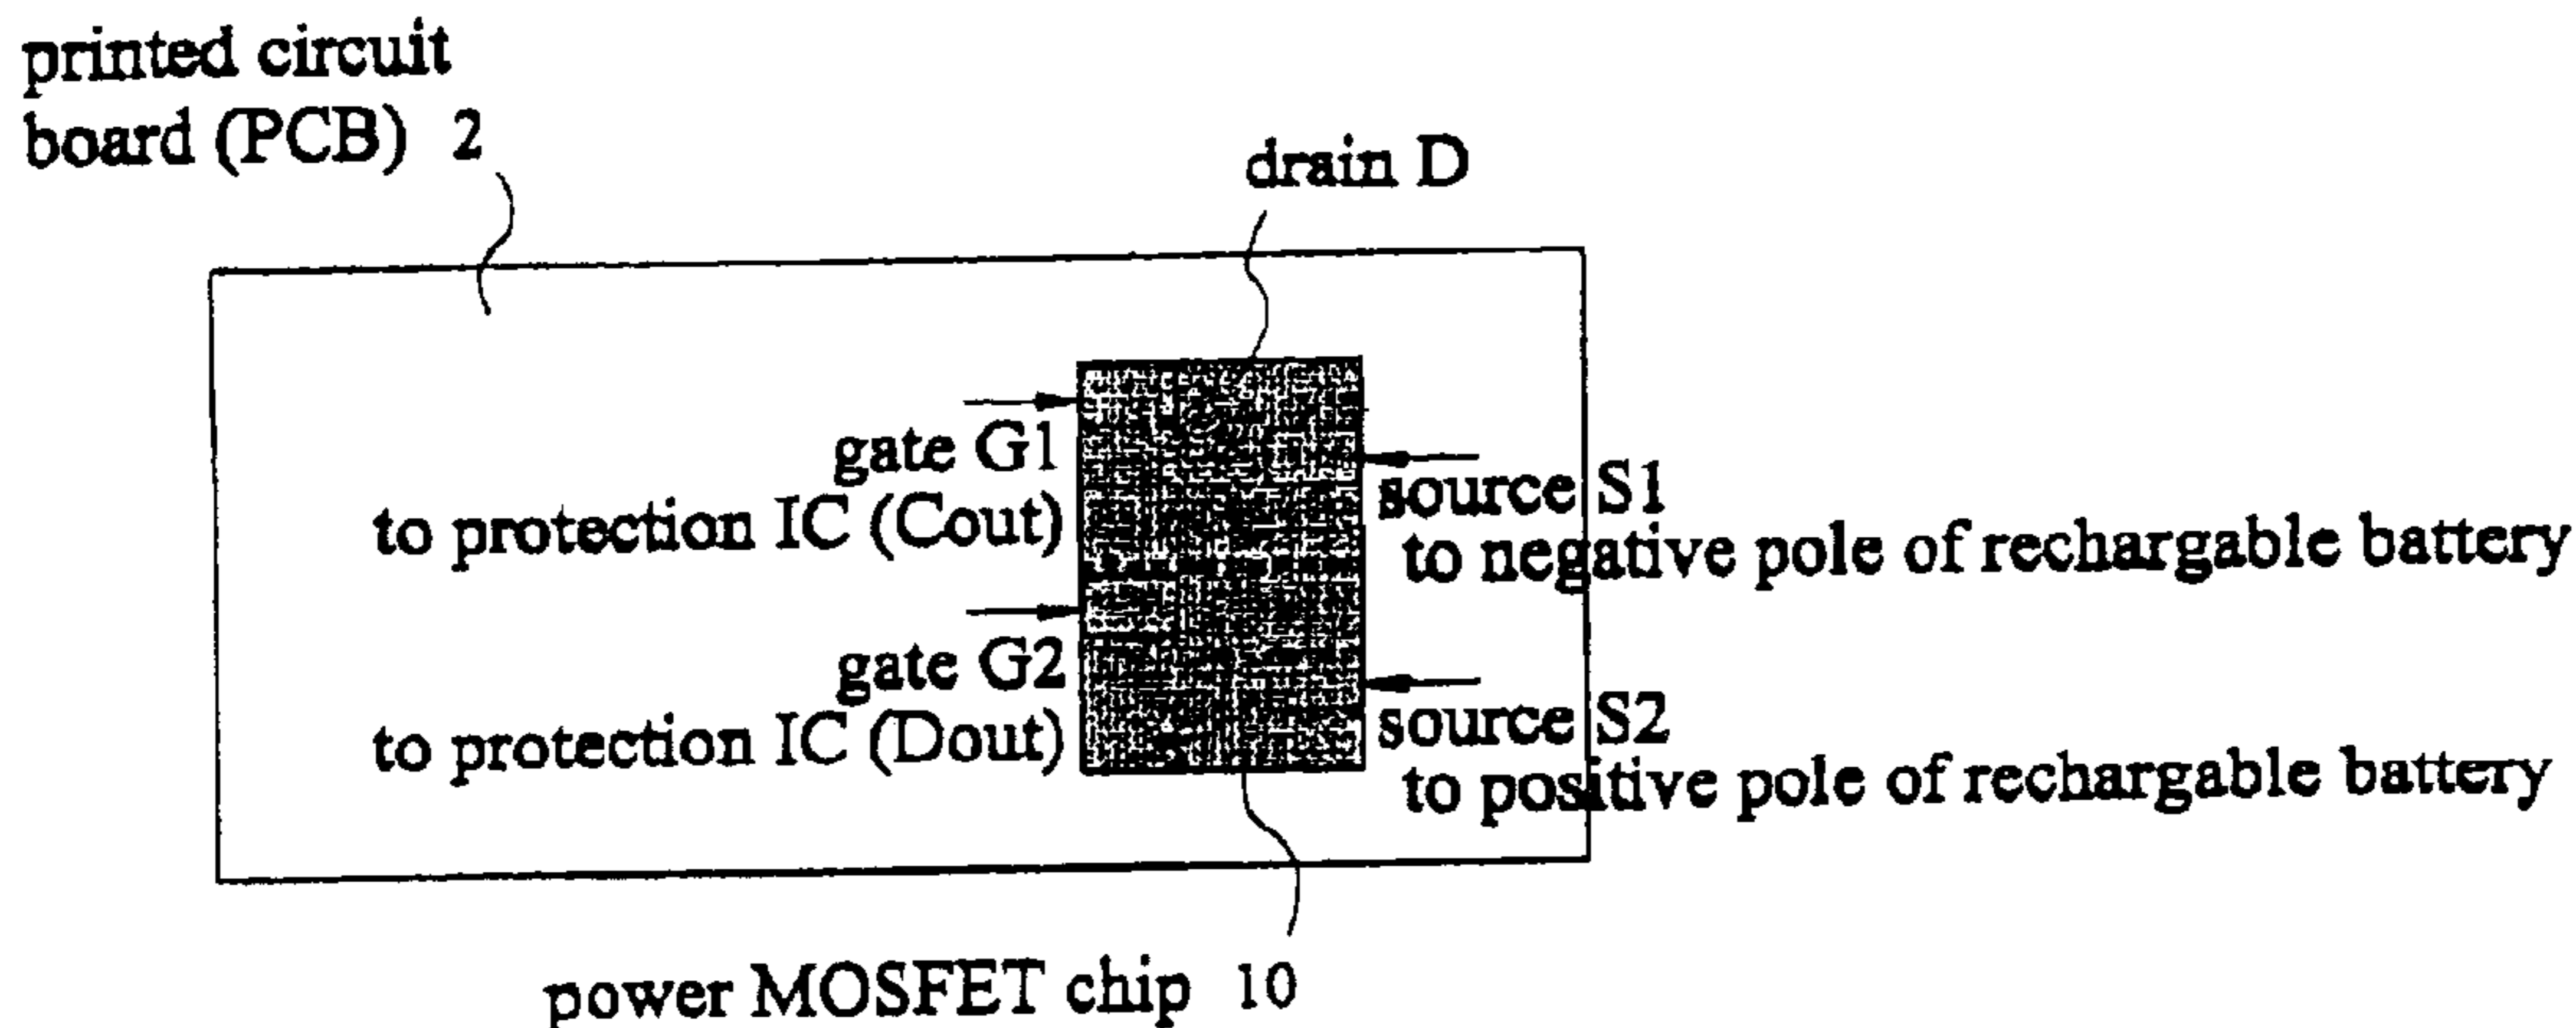 printed circuit
board (PCB) 2
drain D
gate G1
to protection IC (Cout)
source S1
to negative pole of rechargable battery
gate G2
to protection IC (Dout)
source S2
to positive pole of rechargable battery
power MOSFET chip 10